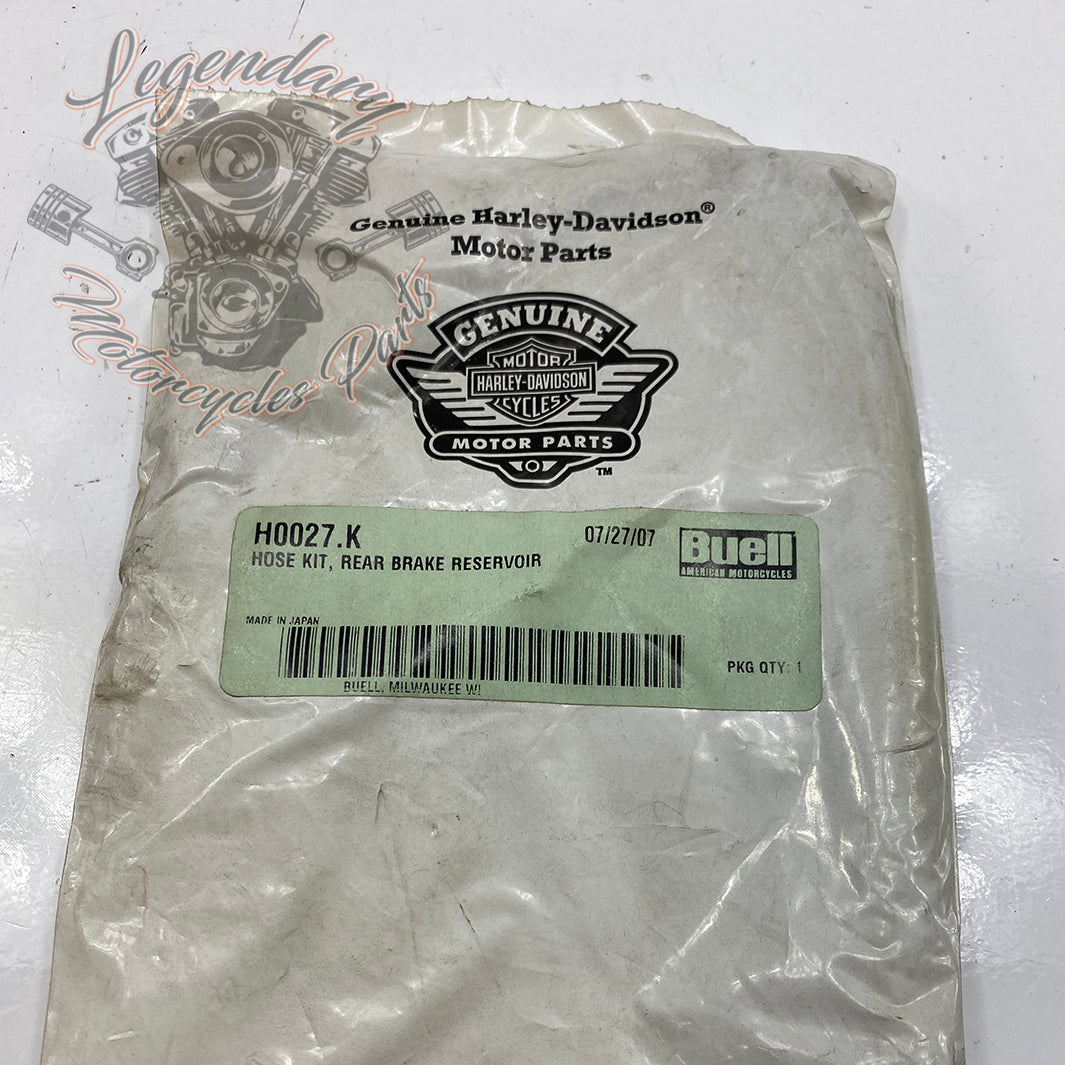 Legendary
Motorcycles Parts
Genuine Harley-Davidson®
Motor Parts
GENUINE
MOTOR
HARLEY-DAVIDSON
CYCLES
MOTOR PARTS
TM
H0027.K
07/27/07
Buell
HOSE KIT, REAR BRAKE RESERVOIR
AMERICAN MOTORCYCLES
MADE IN JAPAN
PKG QTY: 1
BUELL, MILWAUKEE WI